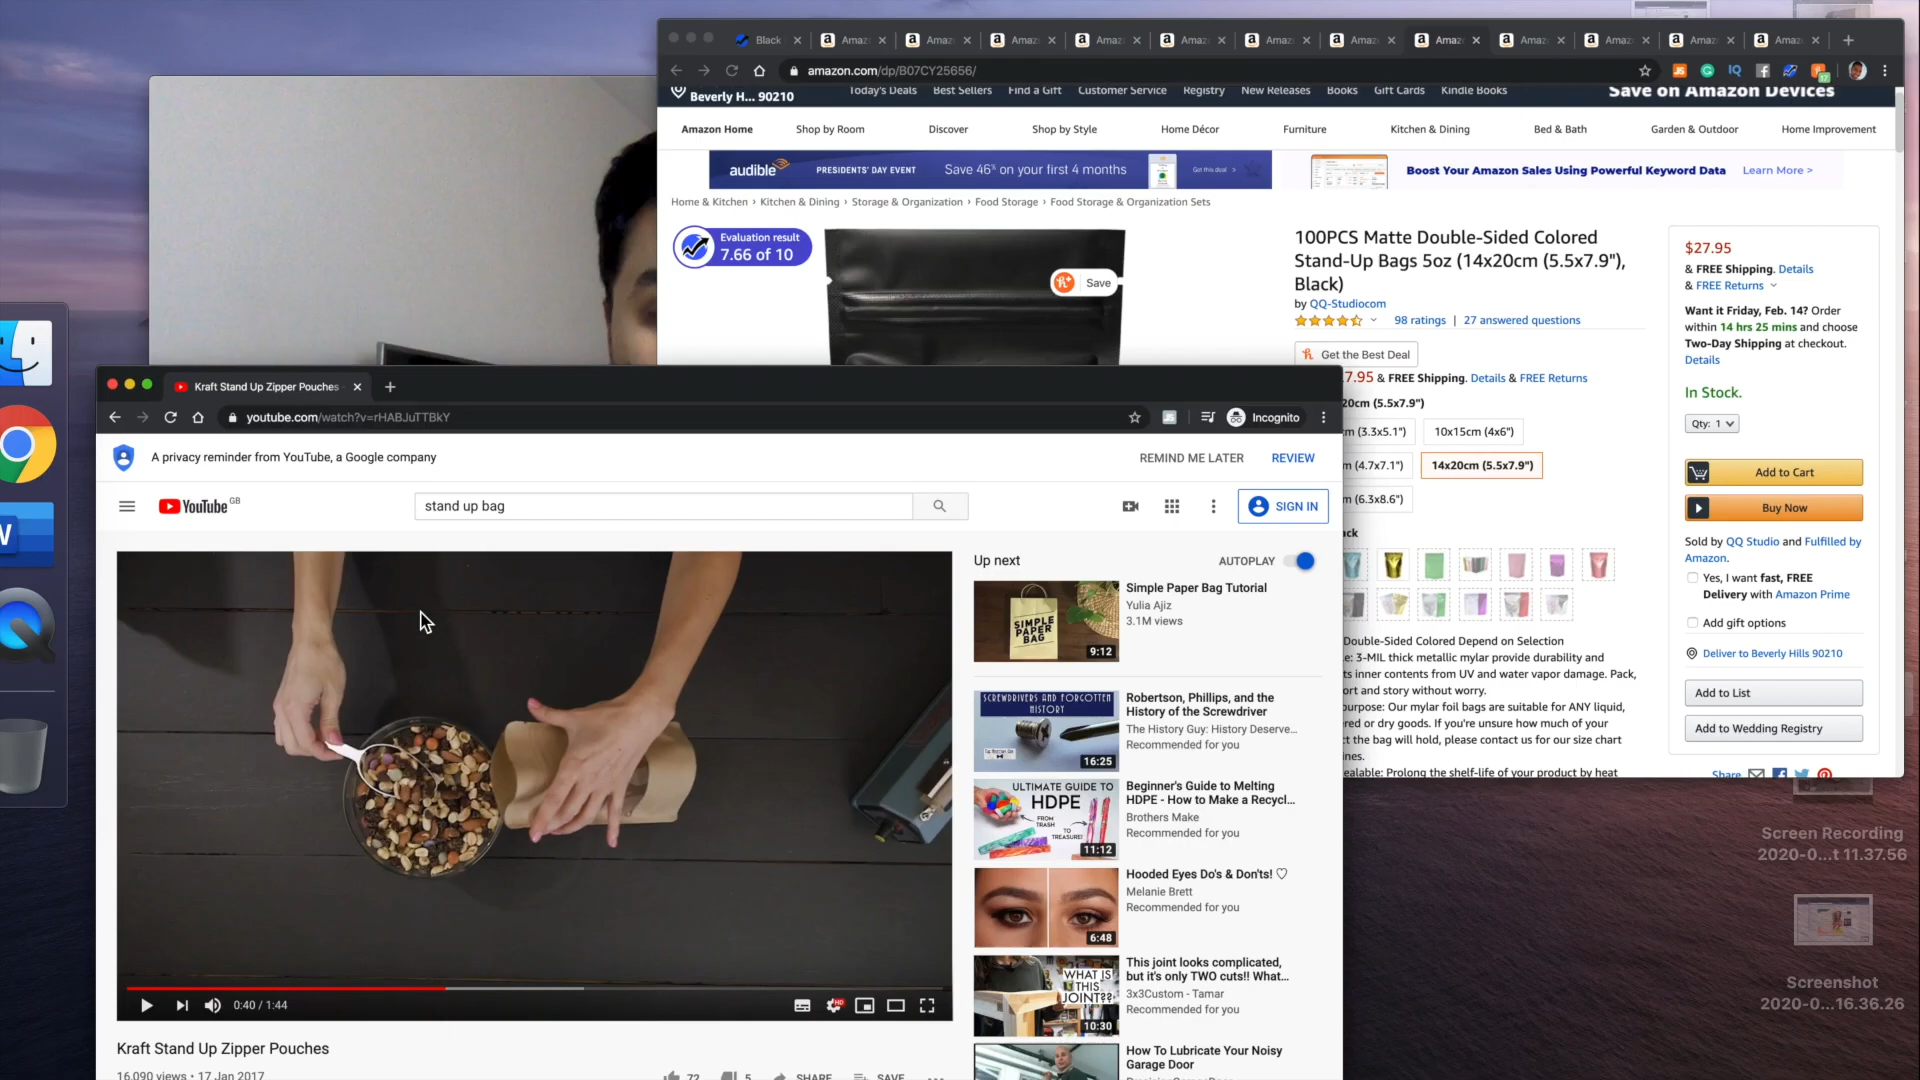 Black
Amaz
Amaz
Amaz
Amaz
Amaz
Amaz
Amaz
Amaz
Amaz
Amaz
Amaz
Amaz
amazon.com/dp/B07CY25656/
Beverly H... 90210
Today's Deals Best Sellers Find a Gift Customer Service Registry New Releases Books Gift Cards Kindle Books
Save on Amazon Devices
Amazon Home Shop by Room Discover Shop by Style Home Décor Furniture Kitchen & Dining Bed & Bath Garden & Outdoor Home Improvement
audible PRESIDENTS' DAY EVENT Save 46% on your first 4 months Get this deal >
Boost Your Amazon Sales Using Powerful Keyword Data Learn More >
Home & Kitchen › Kitchen & Dining › Storage & Organization › Food Storage › Food Storage & Organization Sets
Evaluation result
7.66 of 10
Save
100PCS Matte Double-Sided Colored
Stand-Up Bags 5oz (14x20cm (5.5x7.9"),
Black)
by QQ-Studiocom
98 ratings | 27 answered questions
Get the Best Deal
7.95 & FREE Shipping. Details & FREE Returns
20cm (5.5x7.9")
m (3.3x5.1") 10x15cm (4x6")
m (4.7x7.1") 14x20cm (5.5x7.9")
m (6.3x8.6")
ack
Double-Sided Colored Depend on Selection
e: 3-MIL thick metallic mylar provide durability and
ts inner contents from UV and water vapor damage. Pack,
ort and story without worry.
urpose: Our mylar foil bags are suitable for ANY liquid,
ered or dry goods. If you're unsure how much of your
ct the bag will hold, please contact us for our size chart
nes.
ealable: Prolong the shelf-life of your product by heat
$27.95
& FREE Shipping. Details
& FREE Returns
Want it Friday, Feb. 14? Order
within 14 hrs 25 mins and choose
Two-Day Shipping at checkout.
Details
In Stock.
Qty: 1
Add to Cart
Buy Now
Sold by QQ Studio and Fulfilled by
Amazon.
Yes, I want fast, FREE
Delivery with Amazon Prime
Add gift options
Deliver to Beverly Hills 90210
Add to List
Add to Wedding Registry
Share
Kraft Stand Up Zipper Pouches
youtube.com/watch?v=rHABJuTTBkY
Incognito
A privacy reminder from YouTube, a Google company
REMIND ME LATER REVIEW
YouTube GB
stand up bag
SIGN IN
0:40 / 1:44
HD
Kraft Stand Up Zipper Pouches
16,090 views • 17 Jan 2017
72 5 SHARE SAVE
Up next
AUTOPLAY
SIMPLE
PAPER
BAG
9:12
Simple Paper Bag Tutorial
Yulia Ajiz
3.1M views
SCREWDRIVERS AND FORGOTTEN
HISTORY
16:25
Robertson, Phillips, and the
History of the Screwdriver
The History Guy: History Deserve...
Recommended for you
ULTIMATE GUIDE TO
HDPE
FROM
TRASH
TO
TREASURE!
11:12
Beginner's Guide to Melting
HDPE - How to Make a Recycl...
Brothers Make
Recommended for you
6:48
Hooded Eyes Do's & Don'ts! ♡
Melanie Brett
Recommended for you
WHAT IS
THIS
JOINT??
10:30
This joint looks complicated,
but it's only TWO cuts!! What...
3x3Custom - Tamar
Recommended for you
How To Lubricate Your Noisy
Garage Door
Screen Recording
2020-0...t 11.37.56
Screenshot
2020-0...16.36.26